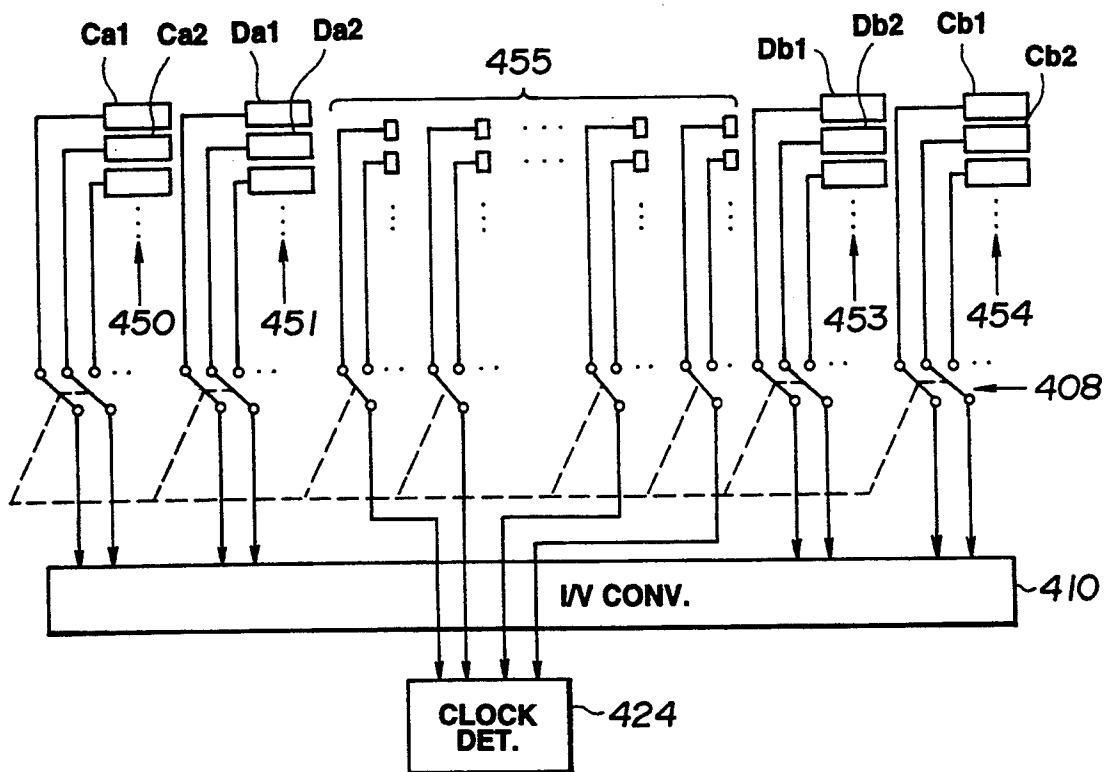 Ca1 Ca2 Da1 Da2 455 Db1 Db2 Cb1 Cb2
450 451 453 454
408
I/V CONV. 410
CLOCK
DET. 424